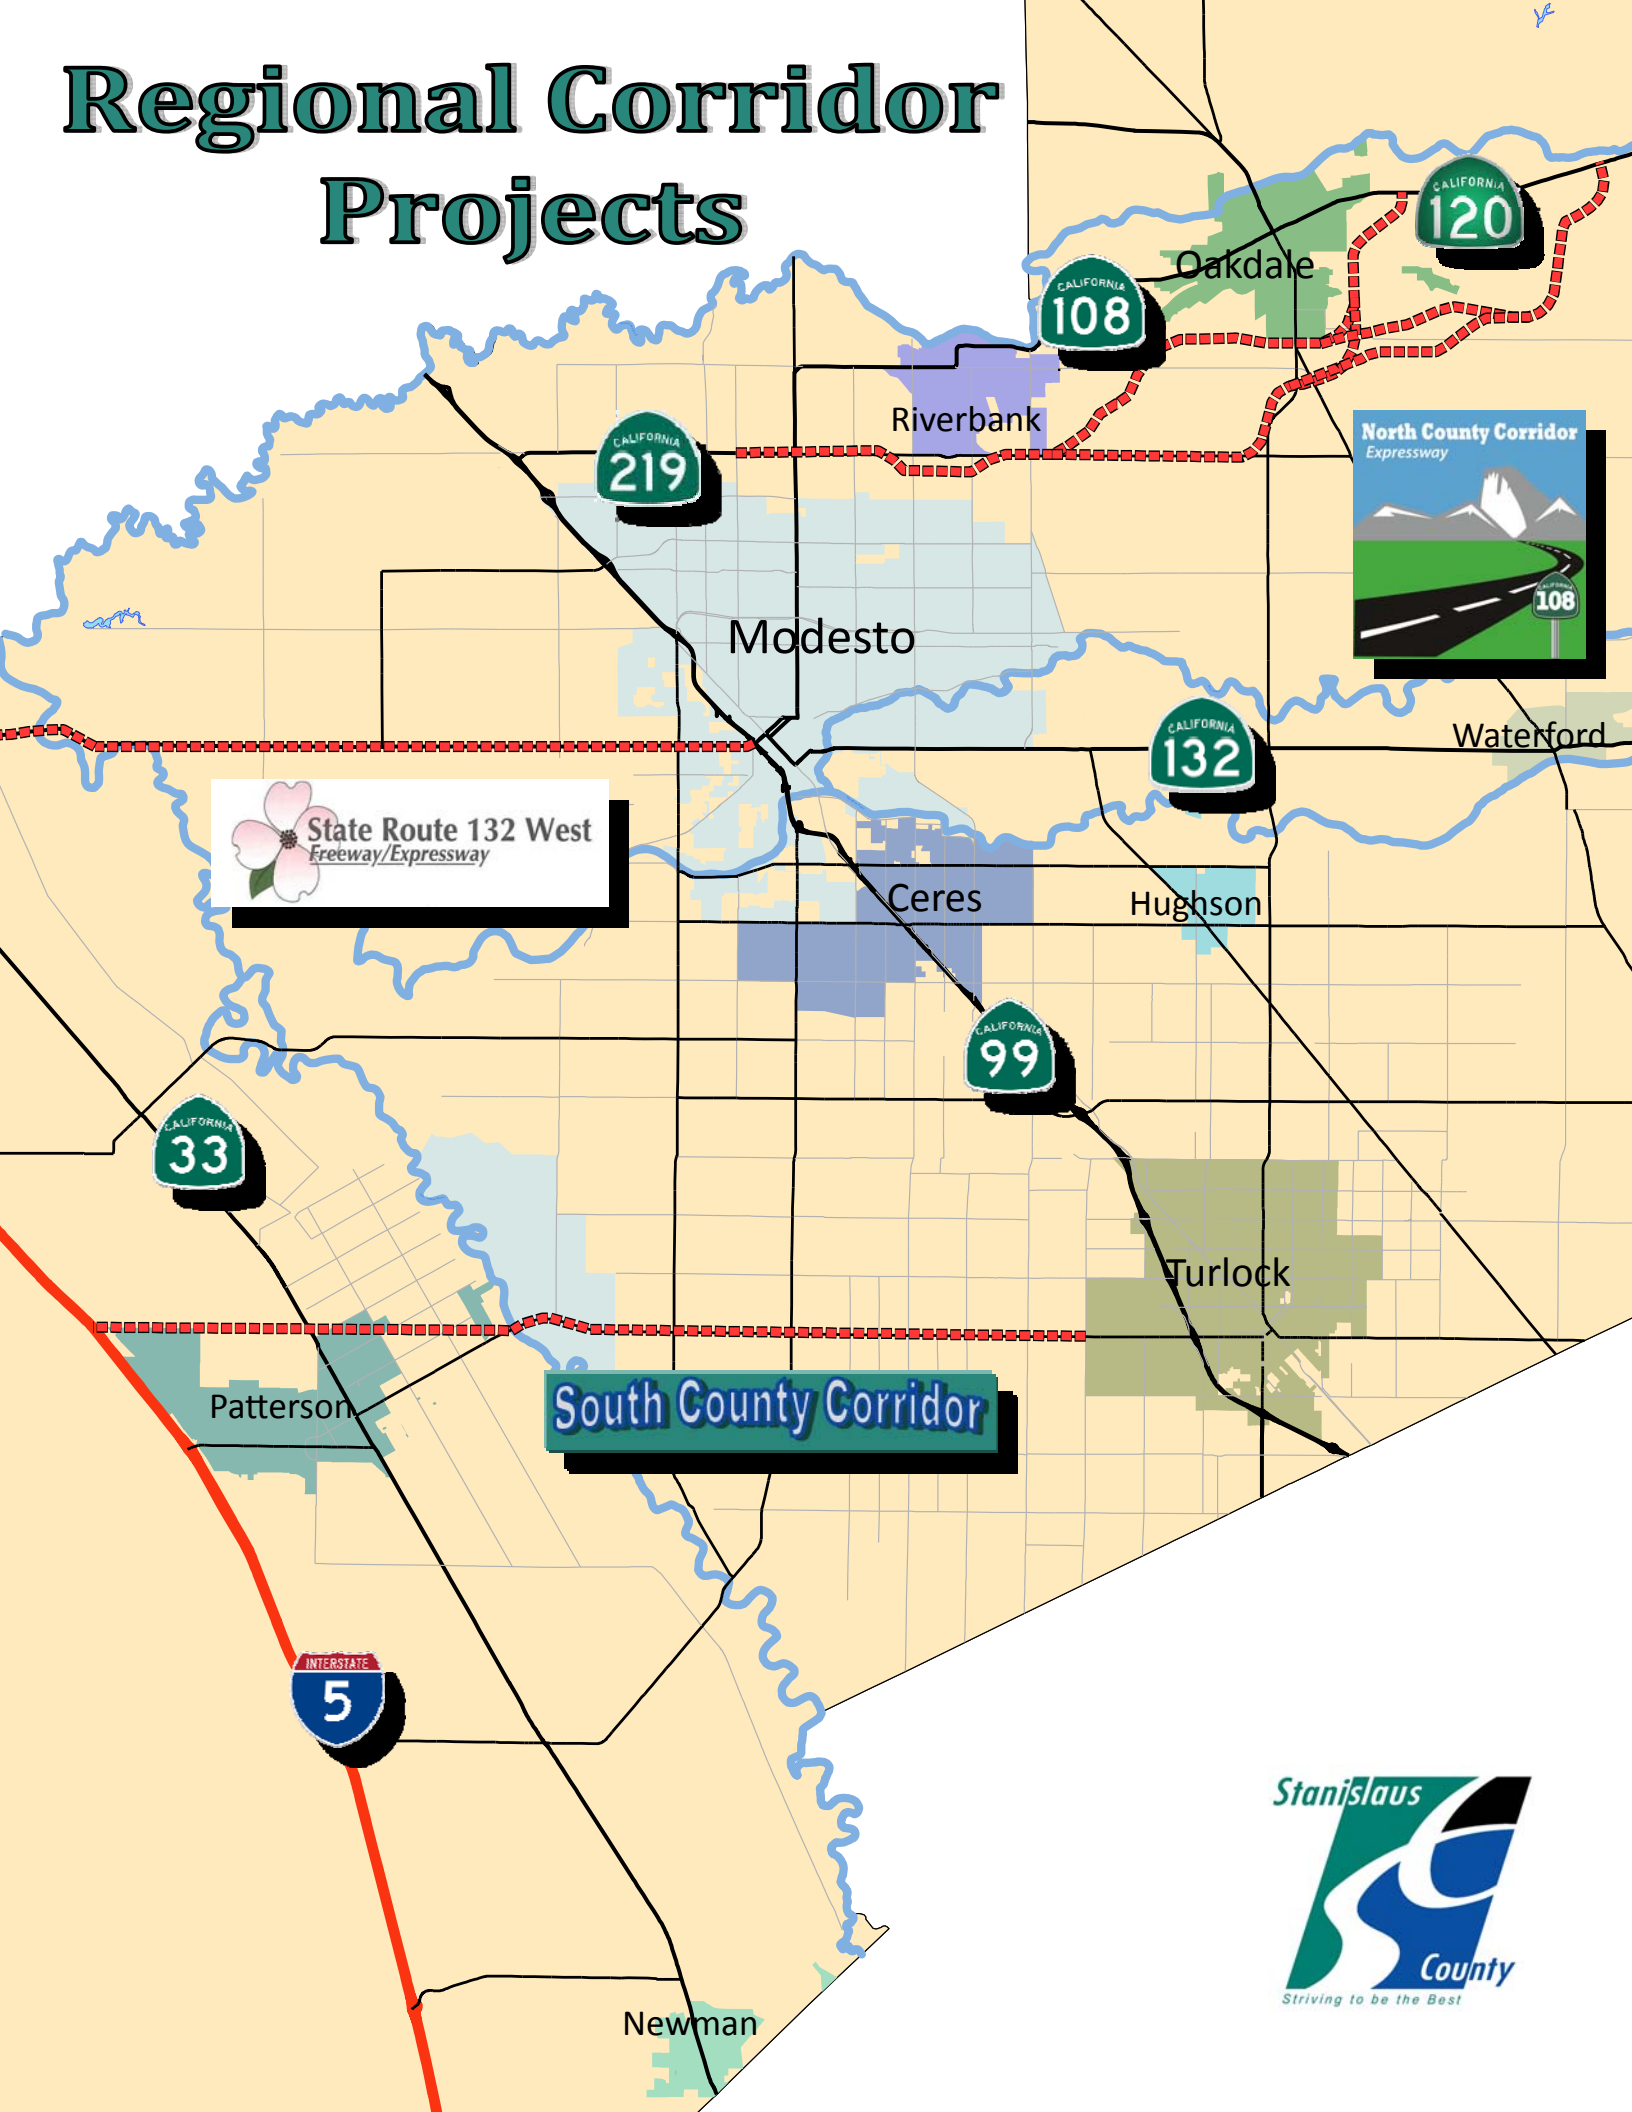 Regional Corridor
Projects
CALIFORNIA
120
Oakdale
CALIFORNIA
108
Riverbank
CALIFORNIA
219
North County Corridor
Expressway
CALIFORNIA
108
Modesto
CALIFORNIA
132
Waterford
State Route 132 West
Freeway/Expressway
Ceres
Hughson
CALIFORNIA
99
CALIFORNIA
33
Turlock
Patterson
South County Corridor
INTERSTATE
5
Stanislaus
County
Striving to be the Best
Newman